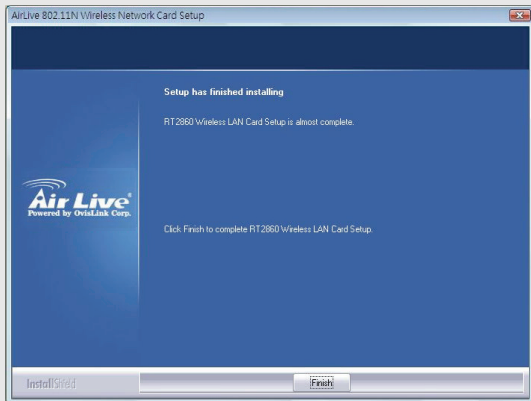 AirLive 802.11N Wireless Network Card Setup
Setup has finished installing
RT2860 Wireless LAN Card Setup is almost complete.
Air Live®
Powered by OvisLink Corp.
Click Finish to complete RT2860 Wireless LAN Card Setup.
InstallShield
Finish